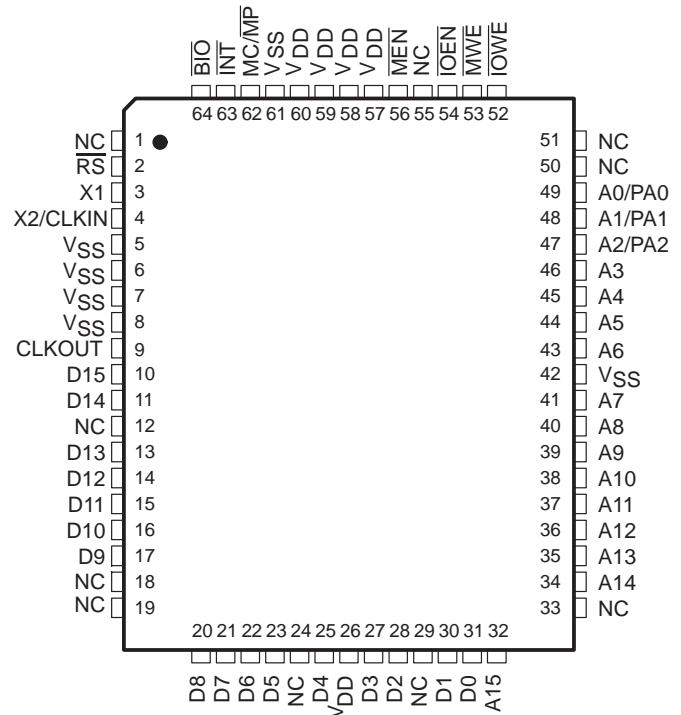 BIO INT MC/MP VSS VDD VDD VDD VDD MEN NC IOEN MWE IOWE
64 63 62 61 60 59 58 57 56 55 54 53 52
NC 1 51 NC
RS 2 50 NC
X1 3 49 A0/PA0
X2/CLKIN 4 48 A1/PA1
VSS 5 47 A2/PA2
VSS 6 46 A3
VSS 7 45 A4
VSS 8 44 A5
CLKOUT 9 43 A6
D15 10 42 VSS
D14 11 41 A7
NC 12 40 A8
D13 13 39 A9
D12 14 38 A10
D11 15 37 A11
D10 16 36 A12
D9 17 35 A13
NC 18 34 A14
NC 19 33 NC
20 21 22 23 24 25 26 27 28 29 30 31 32
D8 D7 D6 D5 NC D4 VDD D3 D2 NC D1 D0 A15